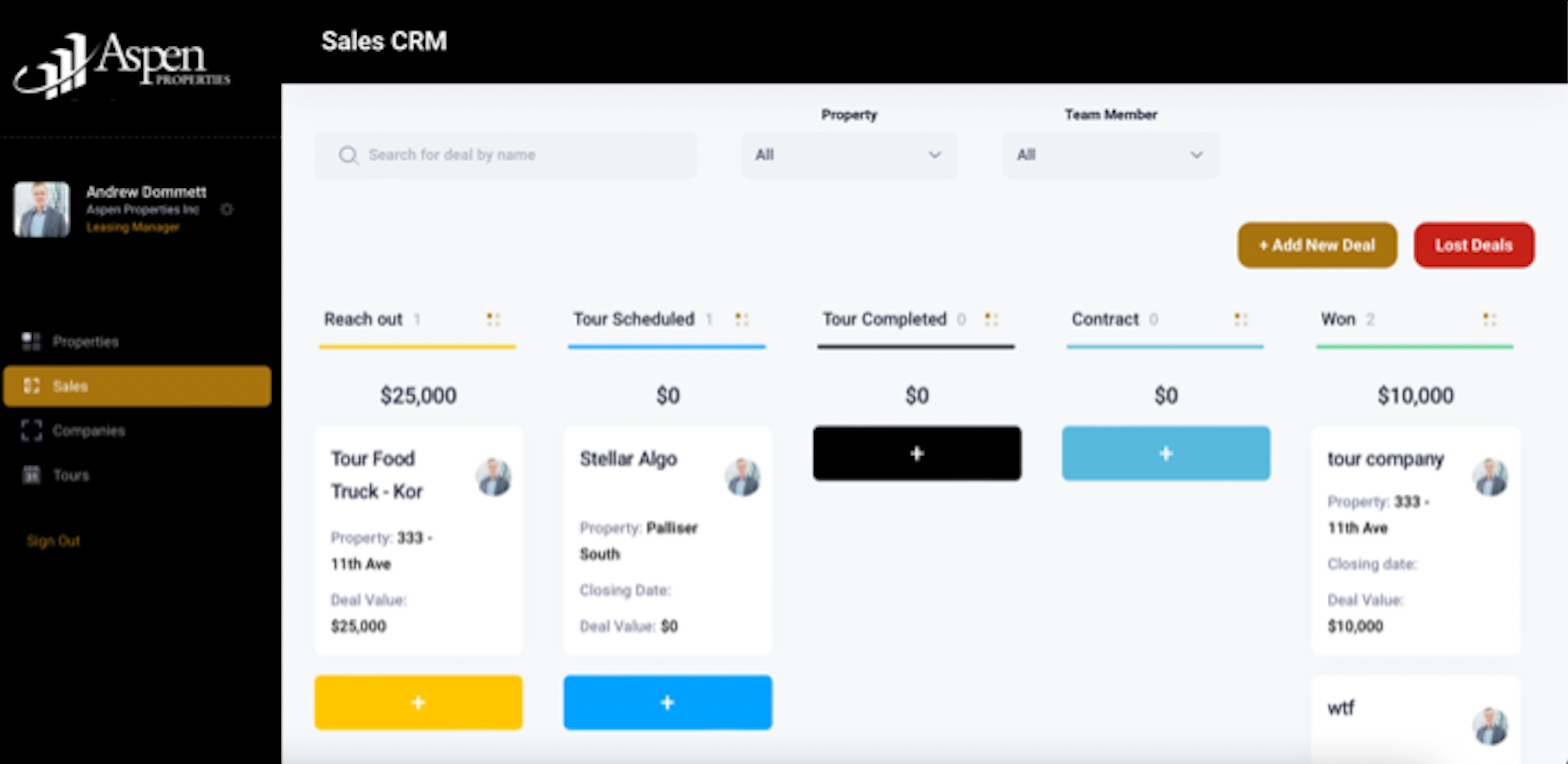 Aspen
PROPERTIES
Sales CRM
Andrew Dommett
Aspen Properties Inc
Leasing Manager
Properties
Sales
Companies
Tours
Sign Out
Property
Team Member
Search for deal by name
All
All
+ Add New Deal
Lost Deals
Reach out 1
$25,000
Tour Food
Truck - Kor
Property: 333 -
11th Ave
Deal Value:
$25,000
+
Tour Scheduled 1
$0
Stellar Algo
Property: Palliser
South
Closing Date:
Deal Value: $0
+
Tour Completed 0
$0
+
Contract 0
$0
+
Won 2
$10,000
tour company
Property: 333 -
11th Ave
Closing date:
Deal Value:
$10,000
wtf